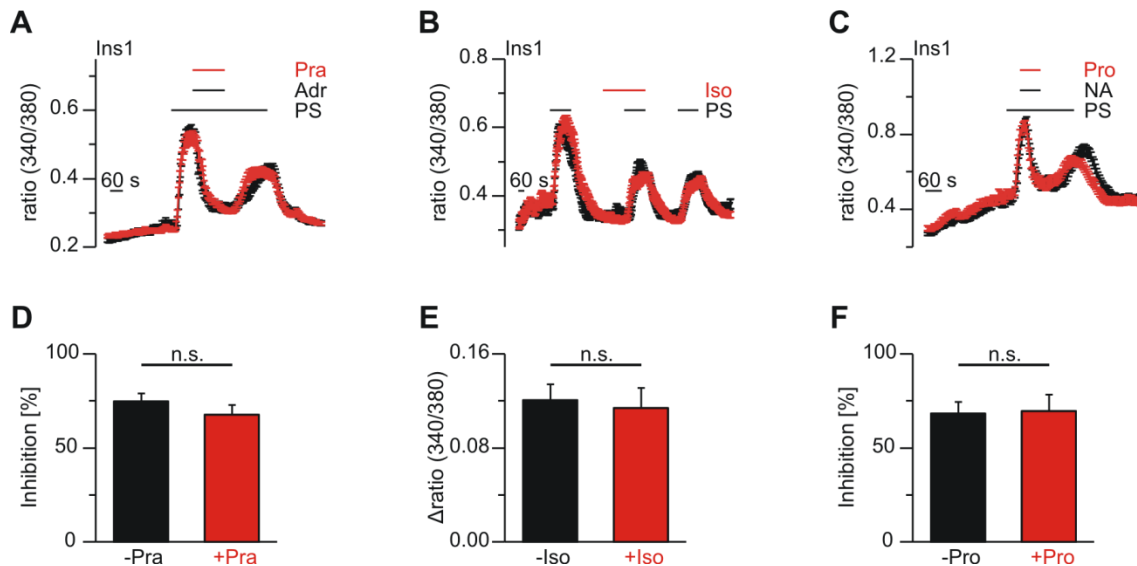 A
Ins1
Pra
Adr
PS
ratio (340/380)
0.6
0.4
0.2
60 s
B
Ins1
Iso
PS
ratio (340/380)
0.8
0.6
0.4
60 s
C
Ins1
Pro
NA
PS
ratio (340/380)
1.2
0.8
0.4
60 s
D
n.s.
Inhibition [%]
100
50
0
-Pra +Pra
E
n.s.
Δratio (340/380)
0.16
0.08
0.00
-Iso +Iso
F
n.s.
Inhibition [%]
100
50
0
-Pro +Pro